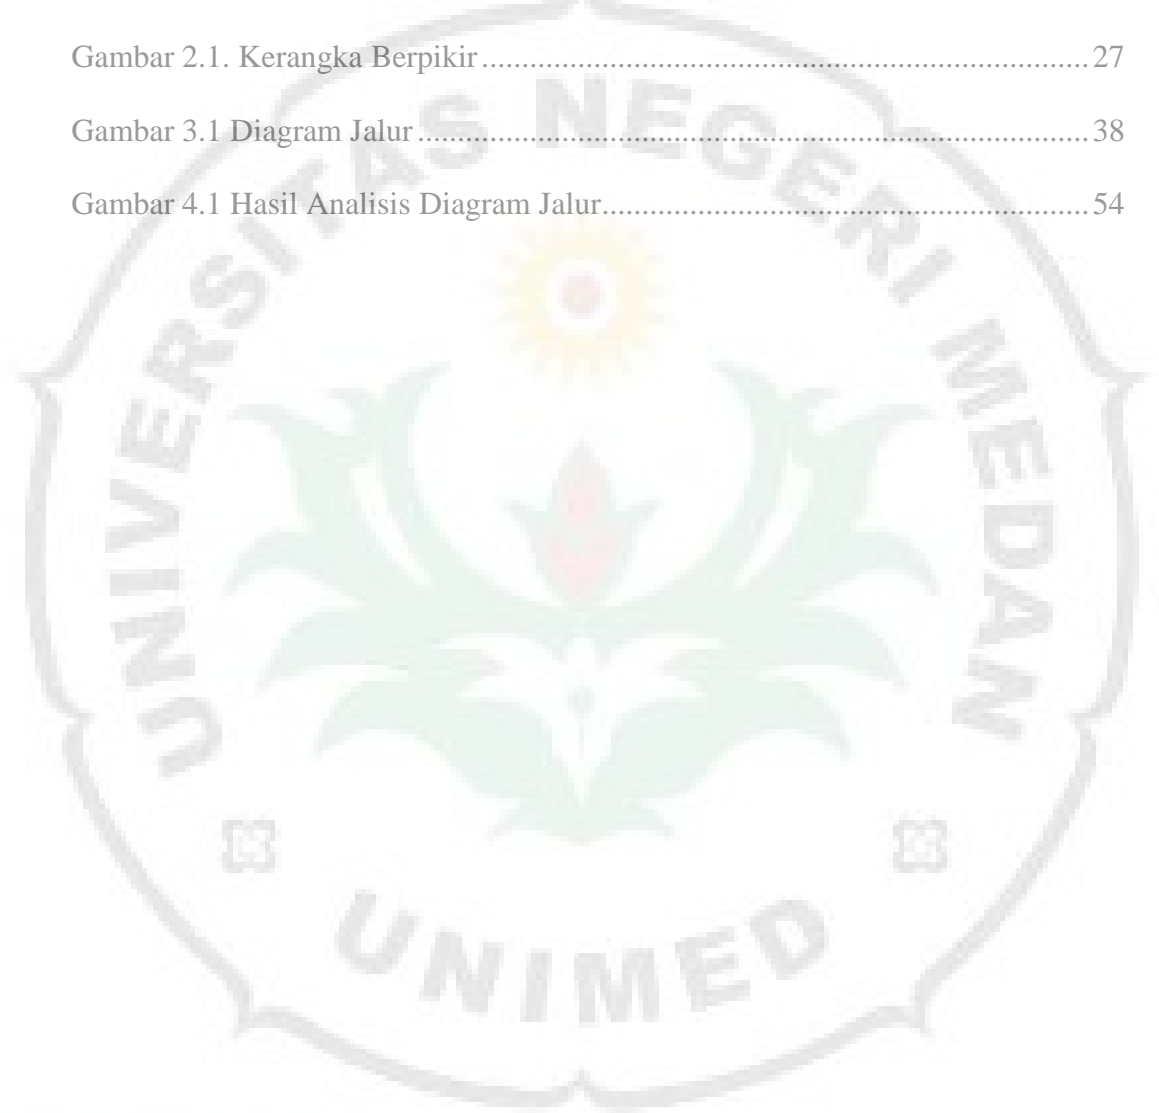 Gambar 2.1. Kerangka Berpikir ............................................................................ 27
Gambar 3.1 Diagram Jalur .................................................................................... 38
Gambar 4.1 Hasil Analisis Diagram Jalur............................................................. 54
UNIVERSITAS NEGERI MEDAN
UNIMED